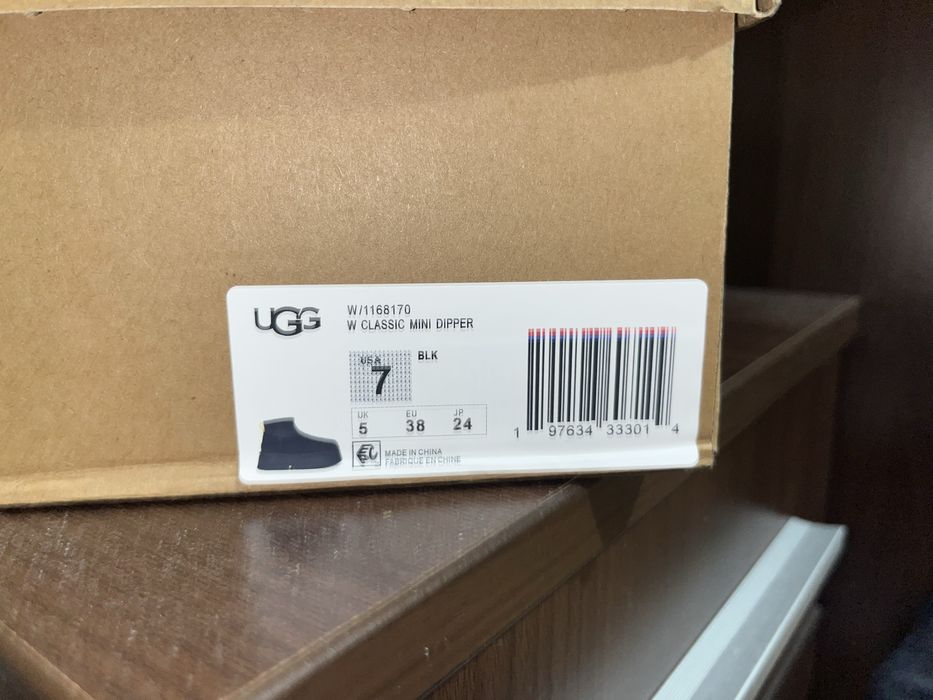 UGG
W/1168170
W CLASSIC MINI DIPPER
USA
7
BLK
UK EU JP
5 38 24
MADE IN CHINA
FABRIQUE EN CHINE
1 97634 33301 4